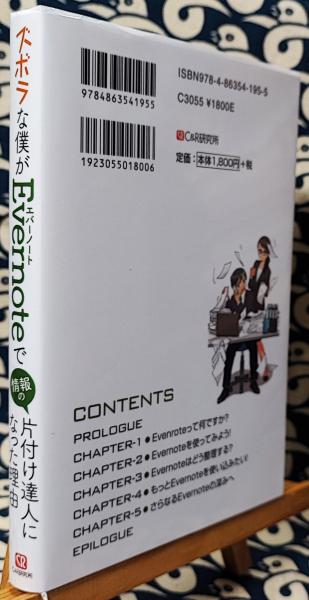 ズボラな僕が
エバーノート
Evernoteで
情報の
片付け達人に
なった理由
C&R研究所
ISBN978-4-86354-195-5
C3055 ¥1800E
9784863541955
1923055018006
C&R研究所
定価：本体1,800円+税
CONTENTS
PROLOGUE
CHAPTER-1●Evenroteって何ですか?
CHAPTER-2●Evernoteを使ってみよう!
CHAPTER-3●Evernoteはどう整理する?
CHAPTER-4●もっとEvernoteを使い込みたい!
CHAPTER-5●さらなるEvernoteの深みへ
EPILOGUE